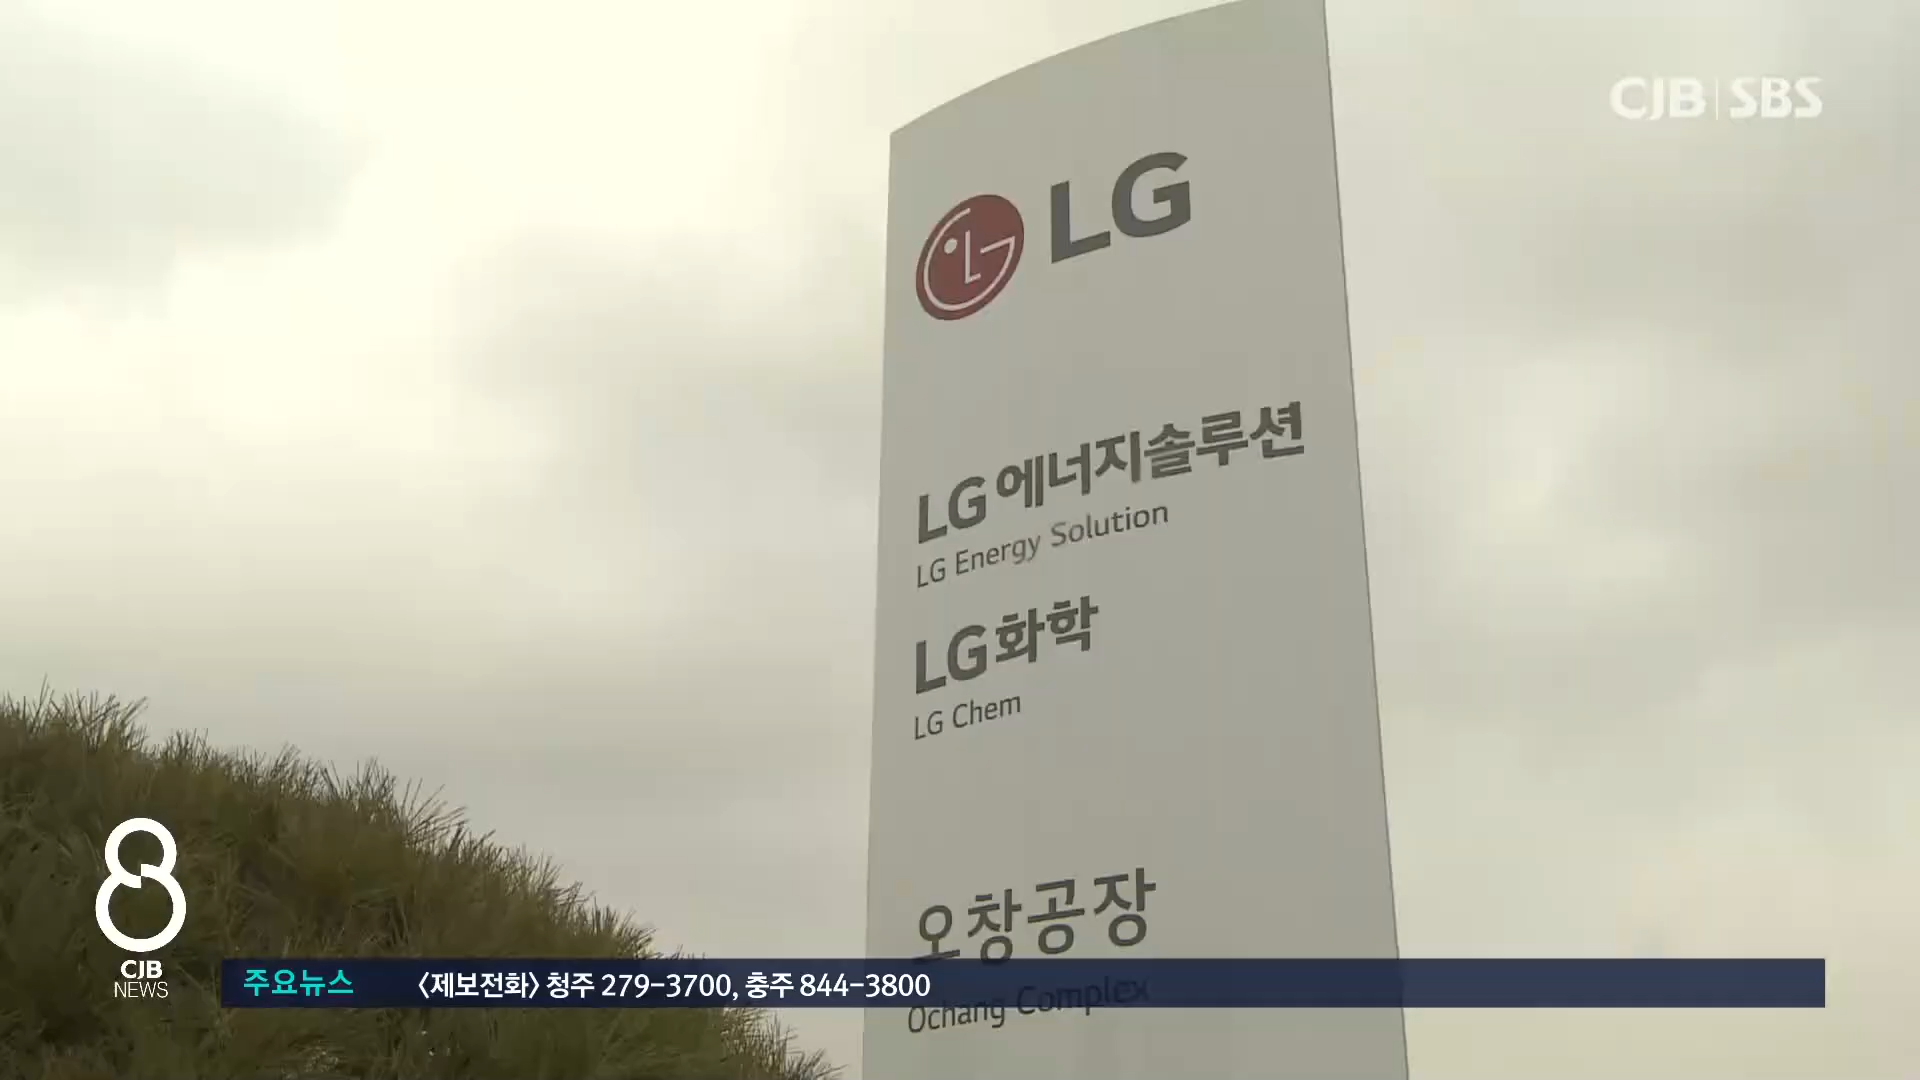 CJB SBS
LG
LG에너지솔루션
LG Energy Solution
LG화학
LG Chem
오창공장
Ochang Complex
8
CJB
NEWS
주요뉴스 〈제보전화〉 청주 279-3700, 충주 844-3800